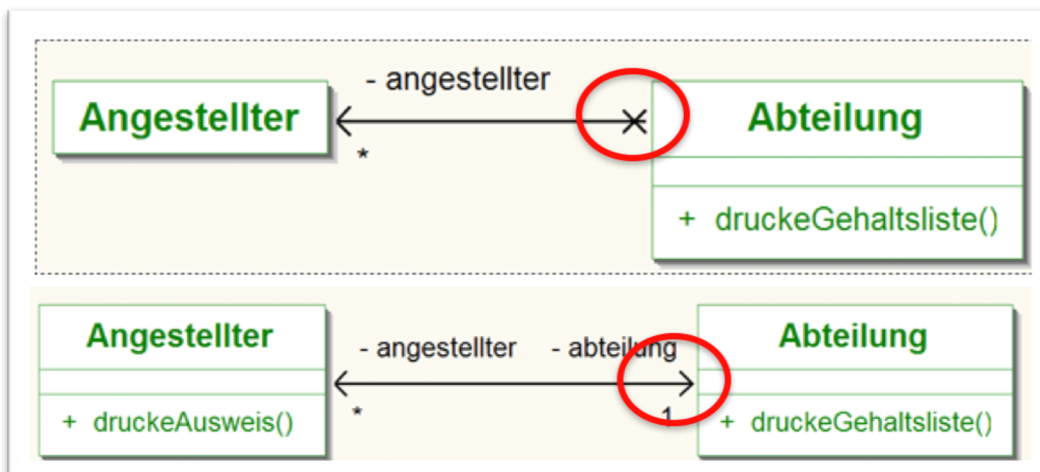 - angestellter
Angestellter
Abteilung
*
+ druckeGehaltsliste()
Angestellter
- angestellter - abteilung
Abteilung
* 1
+ druckeAusweis()
+ druckeGehaltsliste()